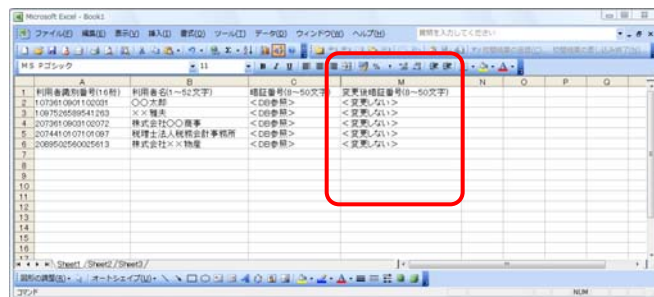 Microsoft Excel - Book1
ファイル(F) 編集(E) 表示(V) 挿入(I) 書式(O) ツール(T) データ(D) ウィンドウ(W) ヘルプ(H) 質問を入力してください
MS Pゴシック 11
A B C M N O P Q
1 利用者識別番号(16桁) 利用者名(1~52文字) 暗証番号(8~50文字) 変更後暗証番号(8~50文字)
2 1073610901102031 〇〇太郎 <DB参照> <変更しない>
3 1097526589541263 ××雅夫 <DB参照> <変更しない>
4 2073610903102072 株式会社〇〇商事 <DB参照> <変更しない>
5 2074410107101097 税理士法人税務会計事務所 <DB参照> <変更しない>
6 2089502560025613 株式会社××物産 <DB参照> <変更しない>
7
8
9
10
11
12
13
14
15
16
17
Sheet1 / Sheet2 / Sheet3 /
図形の調整(R) オートシェイプ(U)
コマンド NUM